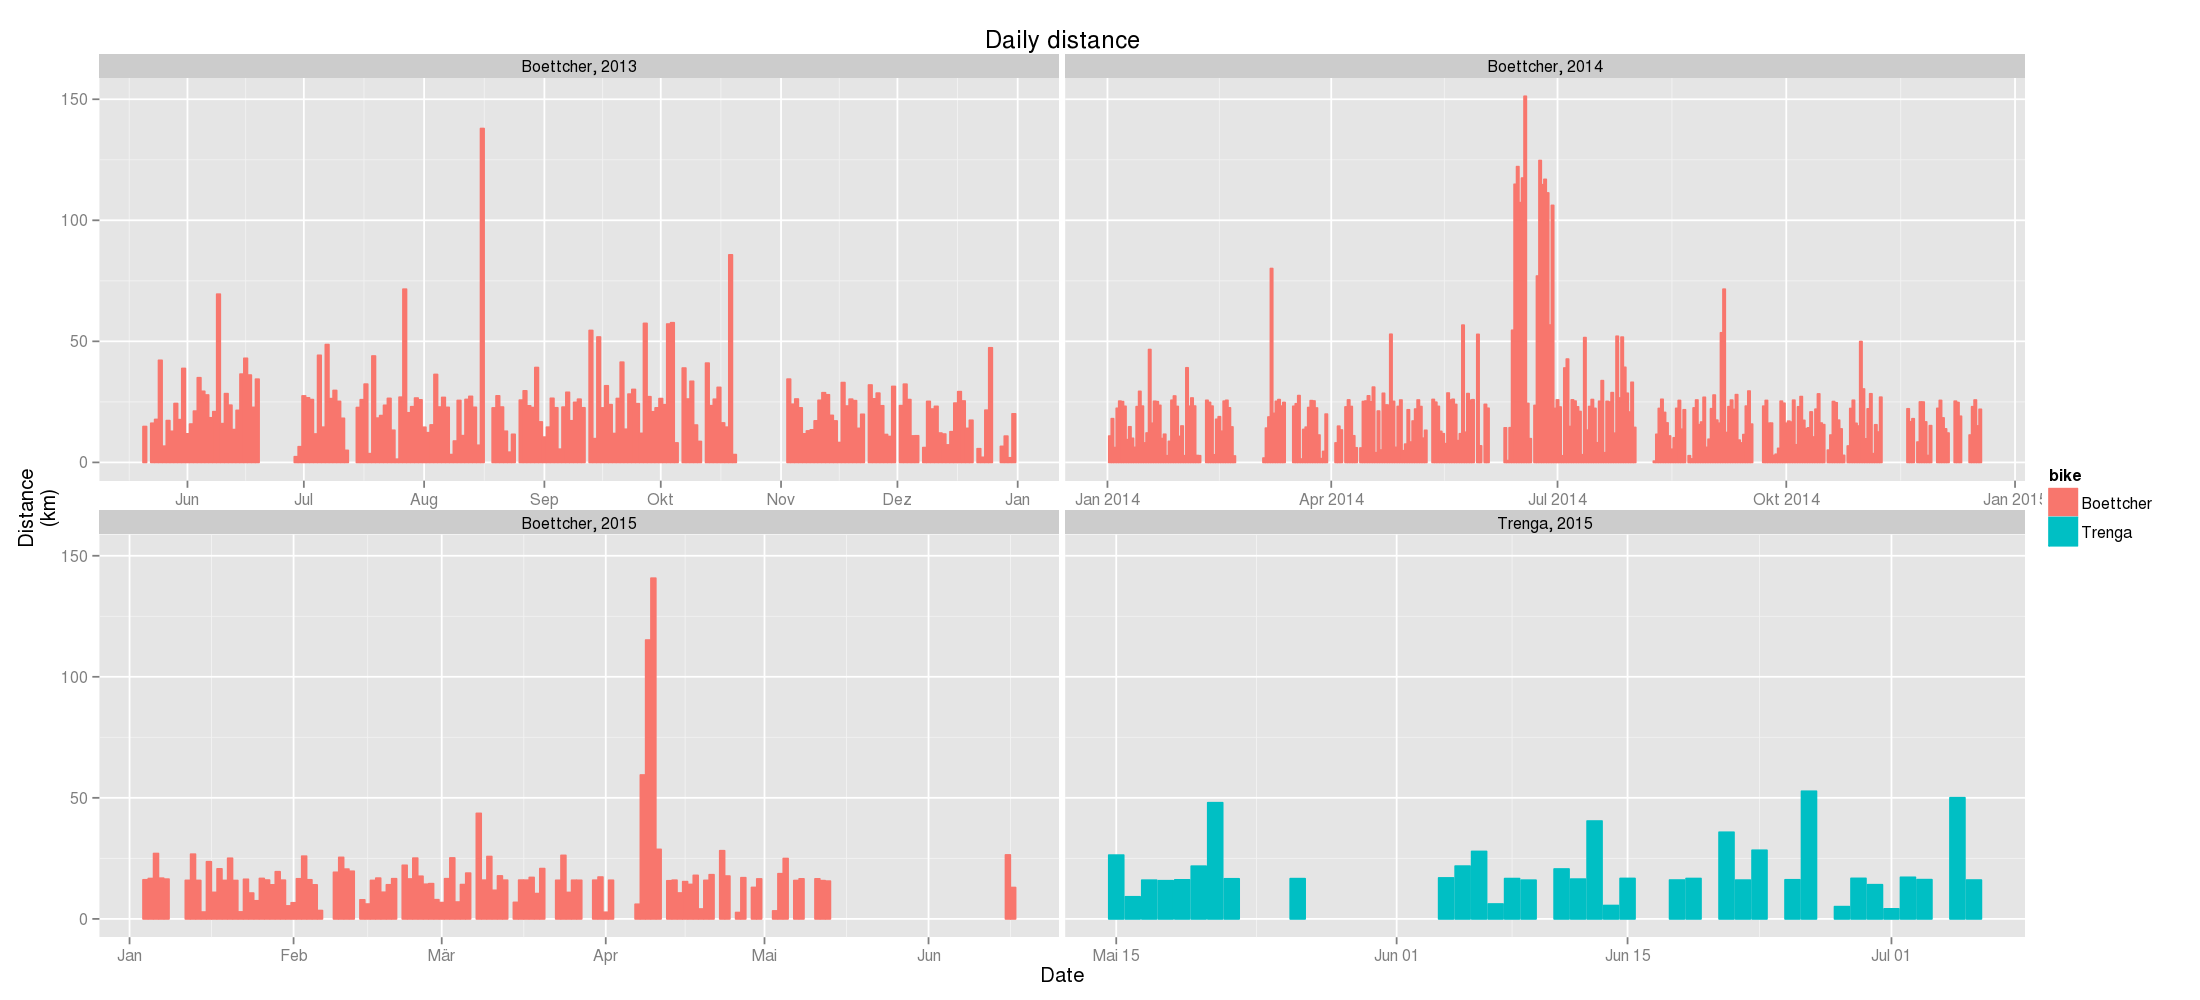 Daily distance
Boettcher, 2013
Boettcher, 2014
150
100
50
0
Jun Jul Aug Sep Okt Nov Dez Jan
Jan 2014 Apr 2014 Jul 2014 Okt 2014 Jan 201
Boettcher, 2015
Trenga, 2015
150
100
50
0
Jan Feb Mär Apr Mai Jun
Mai 15 Jun 01 Jun 15 Jul 01
Date
Distance
(km)
bike
Boettcher
Trenga